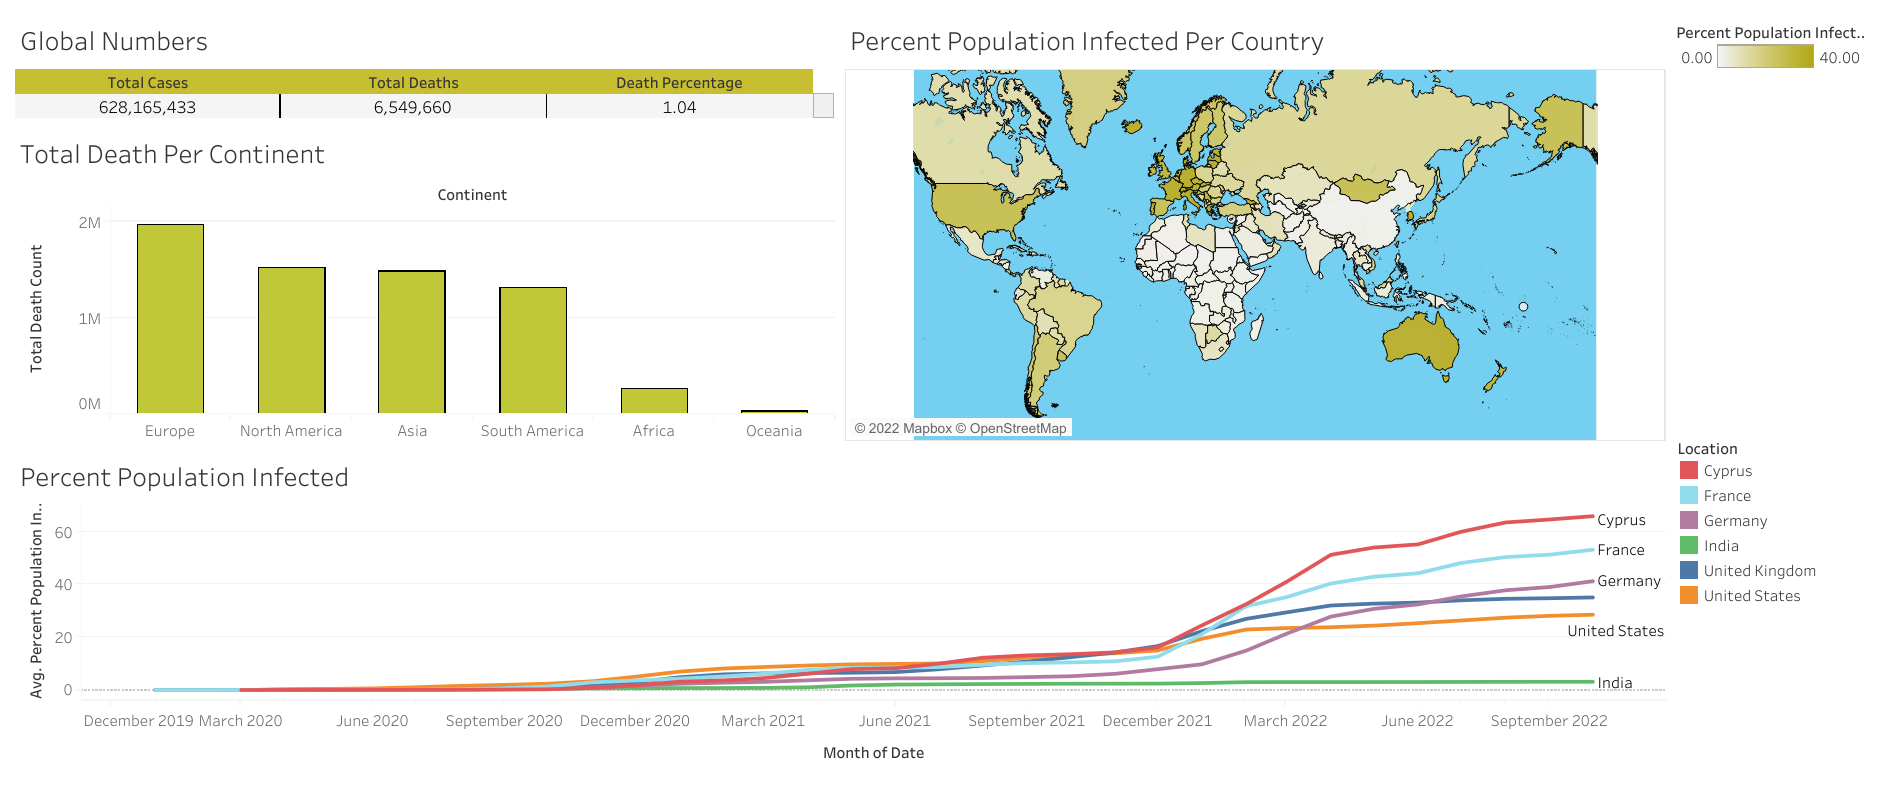 Global Numbers
Total Cases Total Deaths Death Percentage
628,165,433 6,549,660 1.04
Total Death Per Continent
Continent
Total Death Count
2M
1M
0M
Europe North America Asia South America Africa Oceania
Percent Population Infected Per Country
© 2022 Mapbox © OpenStreetMap
Percent Population Infect..
0.00 40.00
Percent Population Infected
Avg. Percent Population In..
60
40
20
0
Cyprus
France
Germany
United States
India
December 2019 March 2020 June 2020 September 2020 December 2020 March 2021 June 2021 September 2021 December 2021 March 2022 June 2022 September 2022
Month of Date
Location
Cyprus
France
Germany
India
United Kingdom
United States